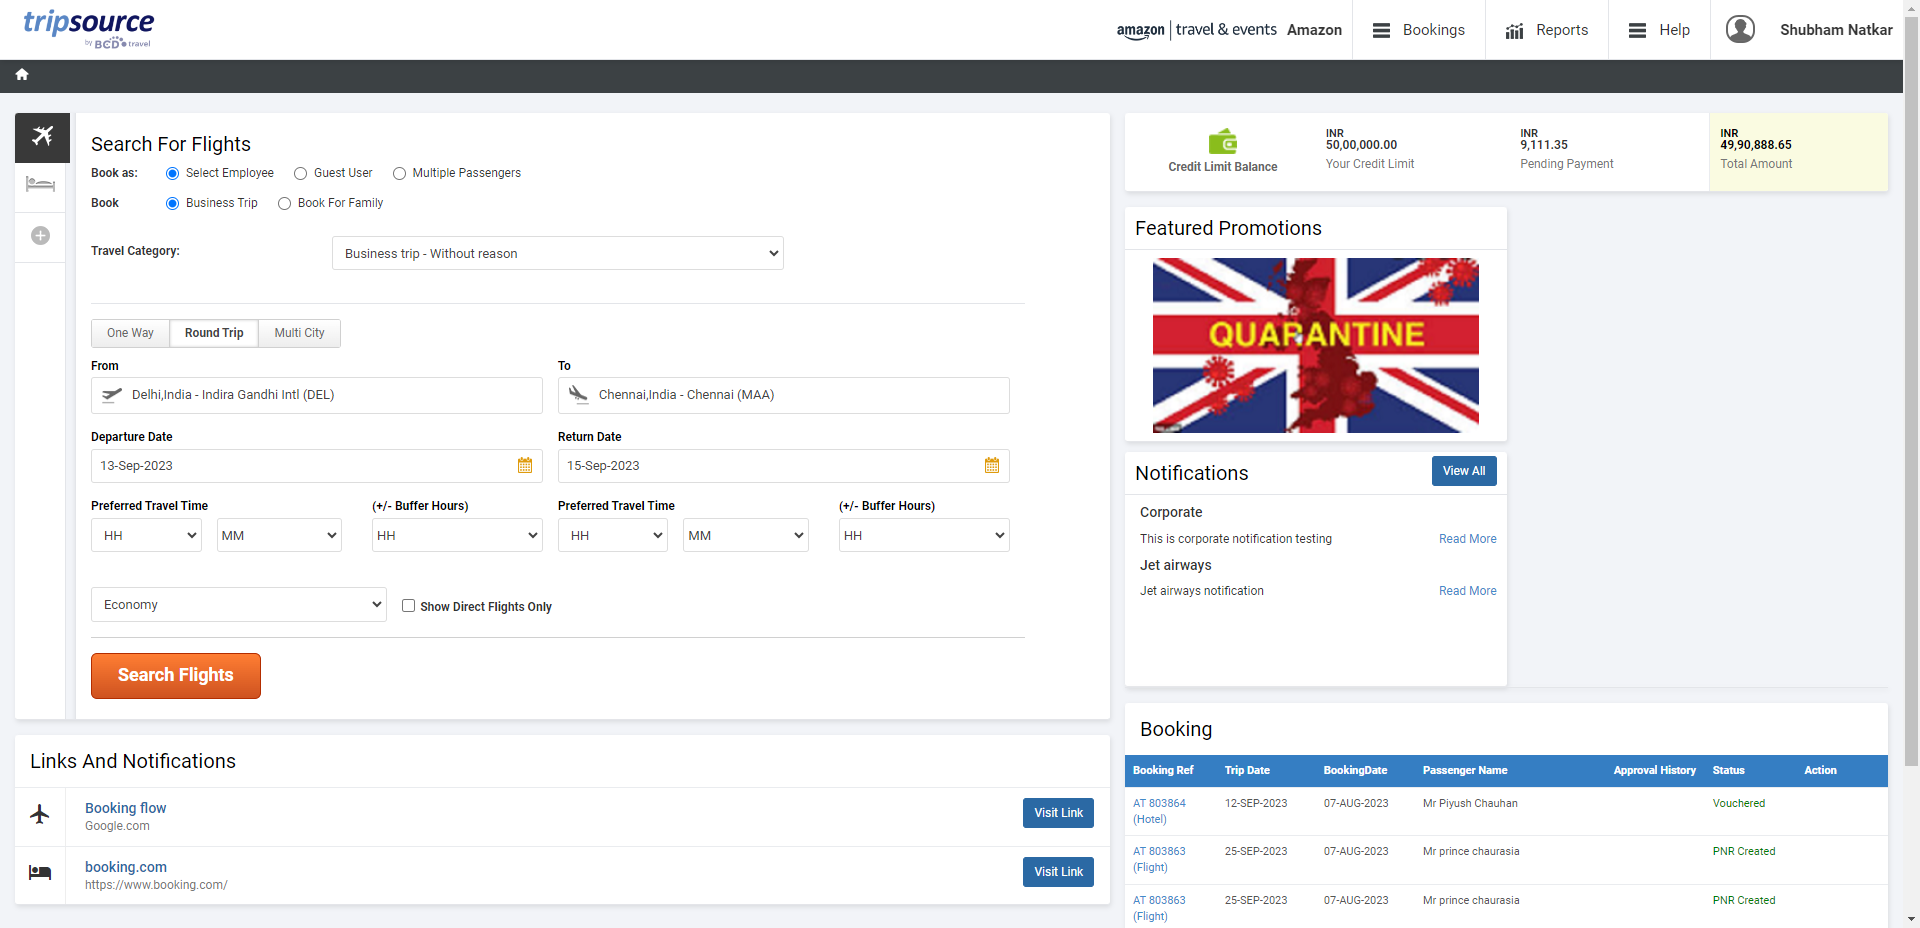 tripsource
by BCD travel
amazon travel & events Amazon
Bookings
Reports
Help
Shubham Natkar
Search For Flights
Book as: Select Employee Guest User Multiple Passengers
Book Business Trip Book For Family
Travel Category: Business trip - Without reason
One Way Round Trip Multi City
From To
Delhi,India - Indira Gandhi Intl (DEL) Chennai,India - Chennai (MAA)
Departure Date Return Date
13-Sep-2023 15-Sep-2023
Preferred Travel Time (+/- Buffer Hours) Preferred Travel Time (+/- Buffer Hours)
HH MM HH HH MM HH
Economy Show Direct Flights Only
Search Flights
Links And Notifications
Booking flow
Google.com
Visit Link
booking.com
https://www.booking.com/
Visit Link
Credit Limit Balance
INR
50,00,000.00
Your Credit Limit
INR
9,111.35
Pending Payment
INR
49,90,888.65
Total Amount
Featured Promotions
QUARANTINE
Notifications View All
Corporate
This is corporate notification testing Read More
Jet airways
Jet airways notification Read More
Booking
Booking Ref Trip Date BookingDate Passenger Name Approval History Status Action
AT 803864 12-SEP-2023 07-AUG-2023 Mr Piyush Chauhan Vouchered
(Hotel)
AT 803863 25-SEP-2023 07-AUG-2023 Mr prince chaurasia PNR Created
(Flight)
AT 803863 25-SEP-2023 07-AUG-2023 Mr prince chaurasia PNR Created
(Flight)